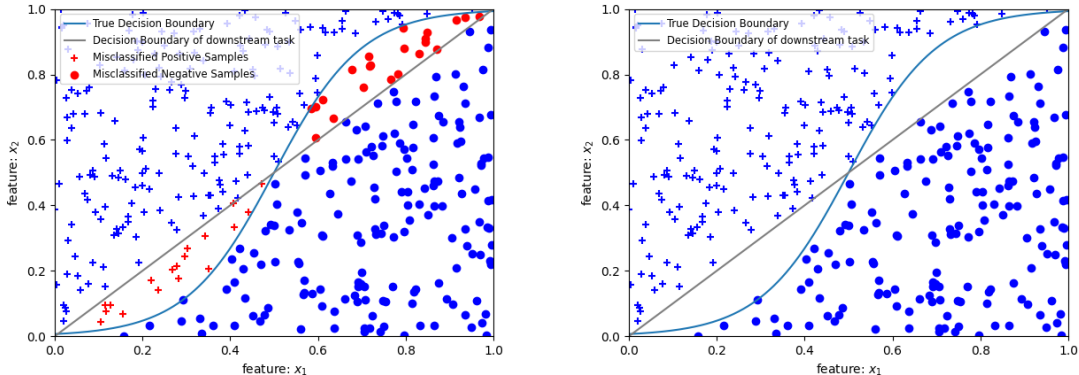 True Decision Boundary
Decision Boundary of downstream task
Misclassified Positive Samples
Misclassified Negative Samples
1.0
0.8
0.6
0.4
0.2
0.0
feature: x₂
0.0 0.2 0.4 0.6 0.8 1.0
feature: x₁
True Decision Boundary
Decision Boundary of downstream task
1.0
0.8
0.6
0.4
0.2
0.0
feature: x₂
0.0 0.2 0.4 0.6 0.8 1.0
feature: x₁